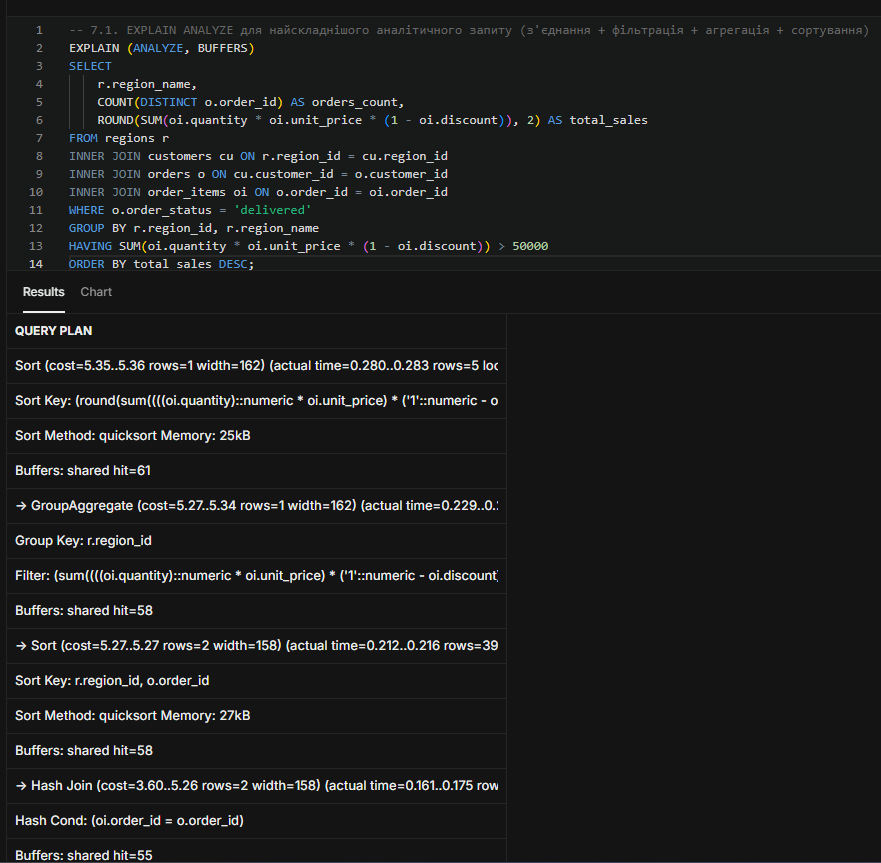 1 -- 7.1. EXPLAIN ANALYZE для найскладнішого аналітичного запиту (з'єднання + фільтрація + агрегація + сортування)
2 EXPLAIN (ANALYZE, BUFFERS)
3 SELECT
4 r.region_name,
5 COUNT(DISTINCT o.order_id) AS orders_count,
6 ROUND(SUM(oi.quantity * oi.unit_price * (1 - oi.discount)), 2) AS total_sales
7 FROM regions r
8 INNER JOIN customers cu ON r.region_id = cu.region_id
9 INNER JOIN orders o ON cu.customer_id = o.customer_id
10 INNER JOIN order_items oi ON o.order_id = oi.order_id
11 WHERE o.order_status = 'delivered'
12 GROUP BY r.region_id, r.region_name
13 HAVING SUM(oi.quantity * oi.unit_price * (1 - oi.discount)) > 50000
14 ORDER BY total_sales DESC;
Results Chart
QUERY PLAN
Sort (cost=5.35..5.36 rows=1 width=162) (actual time=0.280..0.283 rows=5 loo
Sort Key: (round(sum((((oi.quantity)::numeric * oi.unit_price) * ('1'::numeric - o
Sort Method: quicksort Memory: 25kB
Buffers: shared hit=61
→ GroupAggregate (cost=5.27..5.34 rows=1 width=162) (actual time=0.229..0.
Group Key: r.region_id
Filter: (sum((((oi.quantity)::numeric * oi.unit_price) * ('1'::numeric - oi.discount)
Buffers: shared hit=58
→ Sort (cost=5.27..5.27 rows=2 width=158) (actual time=0.212..0.216 rows=39
Sort Key: r.region_id, o.order_id
Sort Method: quicksort Memory: 27kB
Buffers: shared hit=58
→ Hash Join (cost=3.60..5.26 rows=2 width=158) (actual time=0.161..0.175 row
Hash Cond: (oi.order_id = o.order_id)
Buffers: shared hit=55